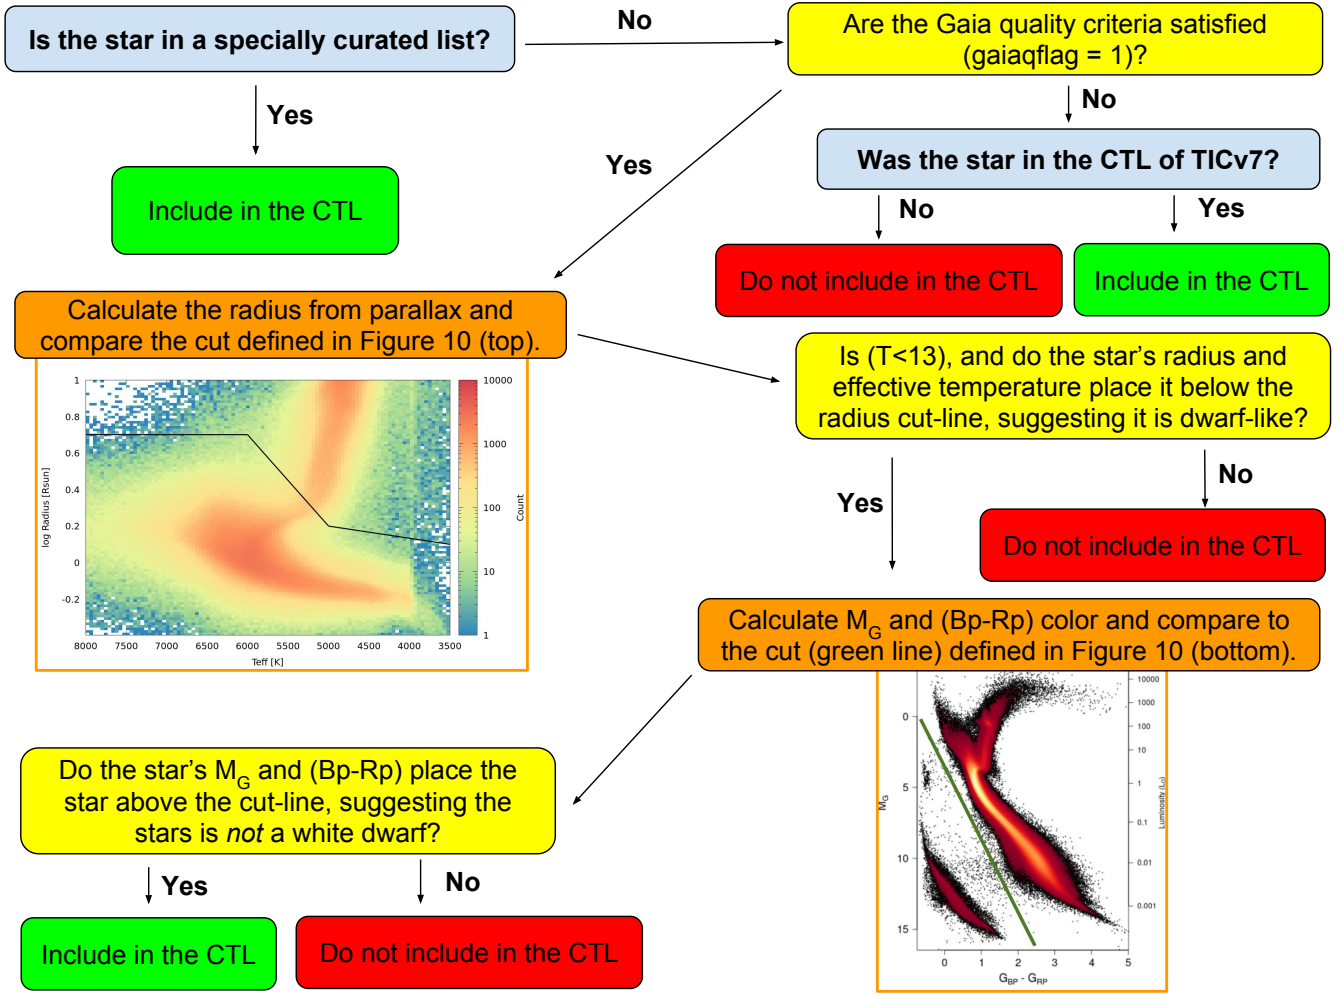 Is the star in a specially curated list?
No
Are the Gaia quality criteria satisfied
(gaiaqflag = 1)?
Yes
No
Include in the CTL
Yes
Was the star in the CTL of TICv7?
No
Yes
Do not include in the CTL
Include in the CTL
Calculate the radius from parallax and
compare the cut defined in Figure 10 (top).
1
0.8
0.6
0.4
0.2
0
-0.2
log Radius [Rsun]
8000 7500 7000 6500 6000 5500 5000 4500 4000 3500
Teff [K]
10000
1000
100
10
1
Count
Is (T<13), and do the star's radius and
effective temperature place it below the
radius cut-line, suggesting it is dwarf-like?
Yes
No
Do not include in the CTL
Calculate MG and (Bp-Rp) color and compare to
the cut (green line) defined in Figure 10 (bottom).
0
5
10
15
MG
0 1 2 3 4 5
GBP - GRP
10000
1000
100
10
1
0.1
0.01
0.001
Luminosity (L☉)
Do the star's MG and (Bp-Rp) place the
star above the cut-line, suggesting the
stars is not a white dwarf?
Yes
No
Include in the CTL
Do not include in the CTL